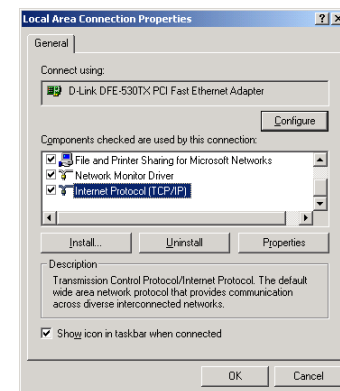 Local Area Connection Properties
General
Connect using:
D-Link DFE-530TX PCI Fast Ethernet Adapter
Configure
Components checked are used by this connection:
File and Printer Sharing for Microsoft Networks
Network Monitor Driver
Internet Protocol (TCP/IP)
Install... Uninstall Properties
Description
Transmission Control Protocol/Internet Protocol. The default
wide area network protocol that provides communication
across diverse interconnected networks.
Show icon in taskbar when connected
OK Cancel